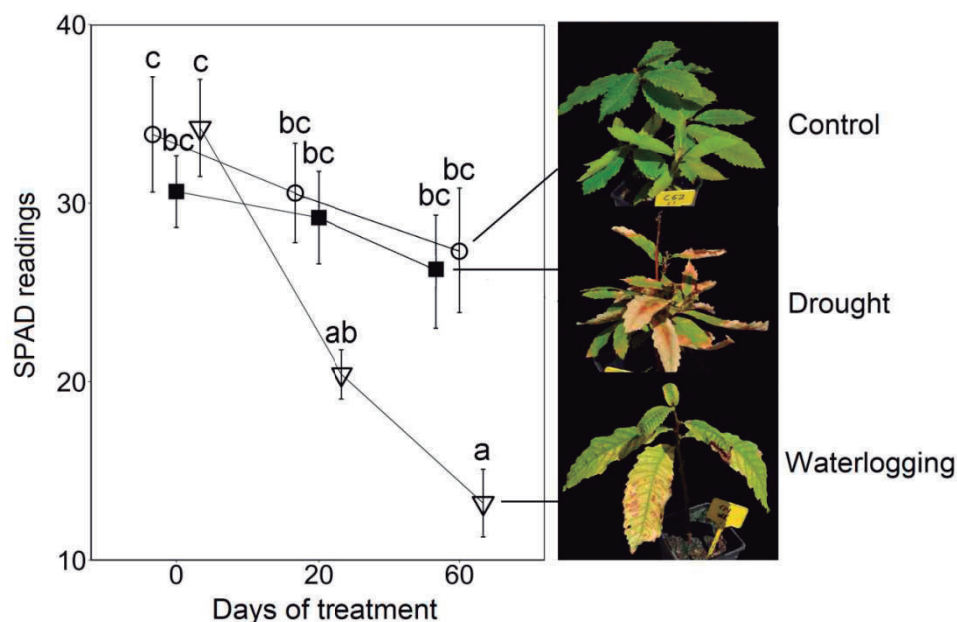 40
30
20
10
SPAD readings
c
c
bc
bc
bc
bc
bc
ab
a
0 20 60
Days of treatment
Control
Drought
Waterlogging